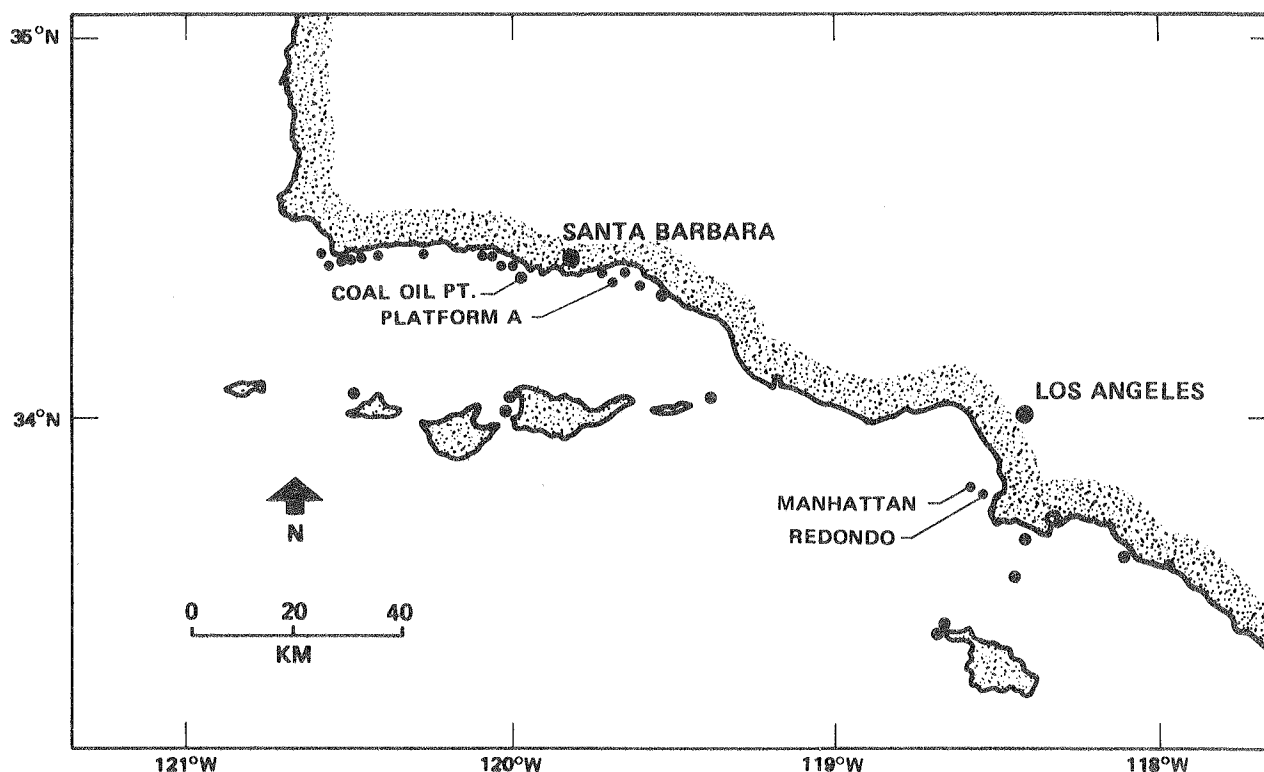 35°N
SANTA BARBARA
COAL OIL PT.
PLATFORM A
34°N
LOS ANGELES
MANHATTAN
REDONDO
N
0 20 40
KM
121°W 120°W 119°W 118°W